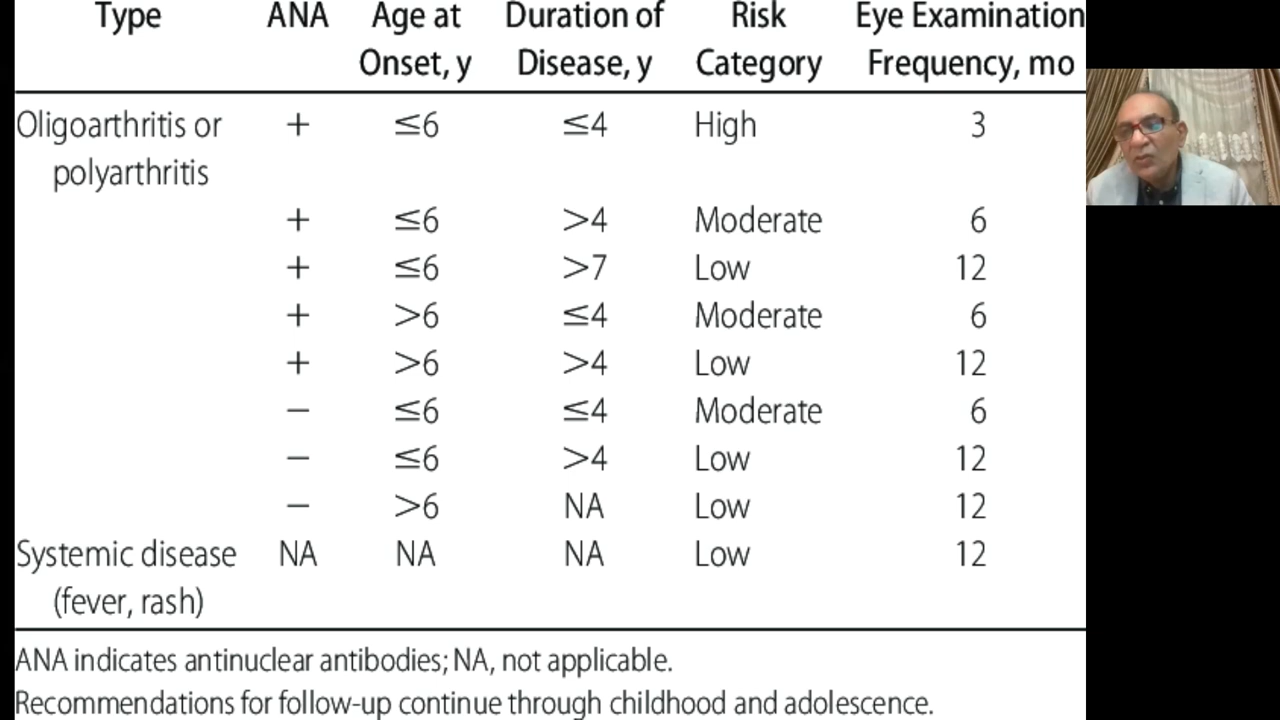 Type ANA Age at Onset, y Duration of Disease, y Risk Category Eye Examination Frequency, mo
Oligoarthritis or polyarthritis + ≤6 ≤4 High 3
+ ≤6 >4 Moderate 6
+ ≤6 >7 Low 12
+ >6 ≤4 Moderate 6
+ >6 >4 Low 12
− ≤6 ≤4 Moderate 6
− ≤6 >4 Low 12
− >6 NA Low 12
Systemic disease (fever, rash) NA NA NA Low 12
ANA indicates antinuclear antibodies; NA, not applicable.
Recommendations for follow-up continue through childhood and adolescence.